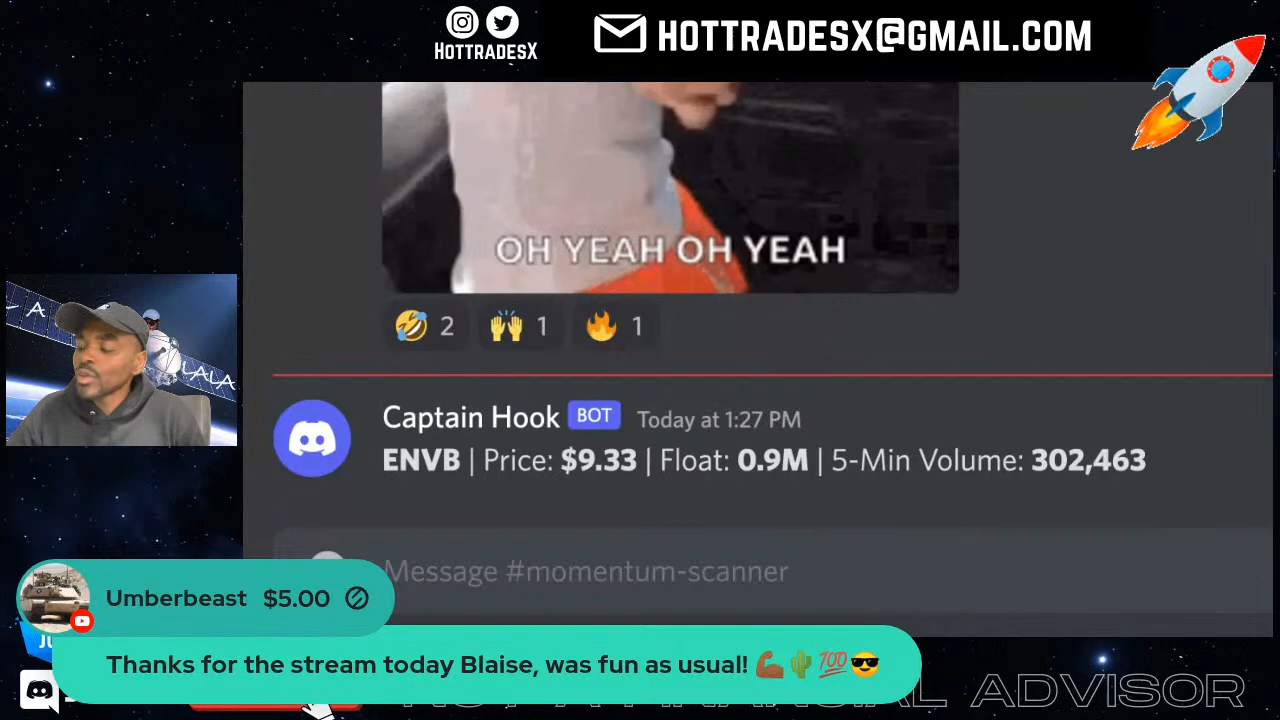 HOTTRADESX
HOTTRADESX@GMAIL.COM
OH YEAH OH YEAH
🤣 2 🙌 1 🔥 1
A
LALA
Captain Hook BOT Today at 1:27 PM
ENVB | Price: $9.33 | Float: 0.9M | 5-Min Volume: 302,463
Message #momentum-scanner
Umberbeast $5.00
Thanks for the stream today Blaise, was fun as usual! 💪🏾🌵💯😎
ADVISOR